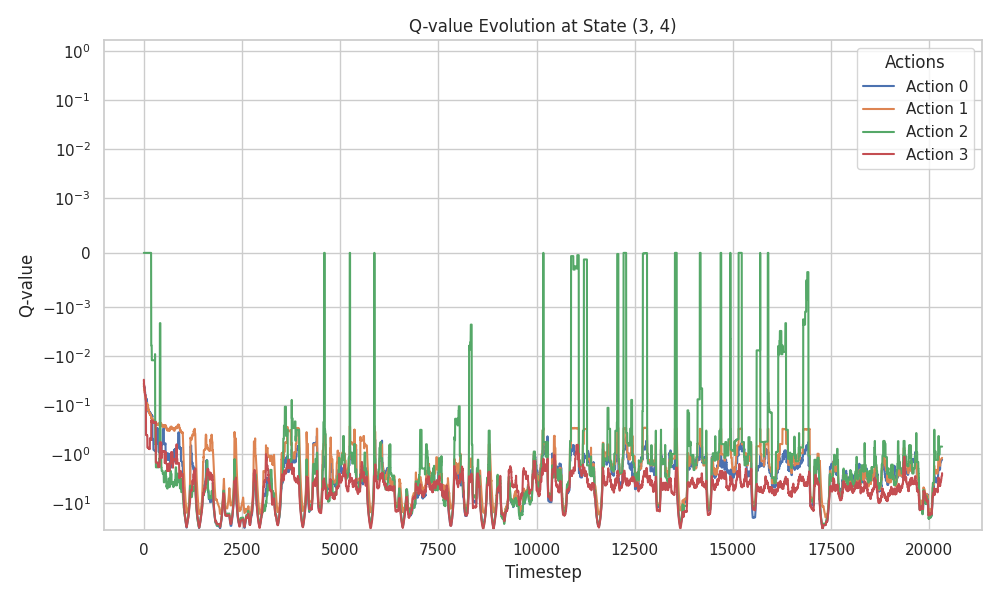 Q-value Evolution at State (3, 4)
Actions
Action 0
Action 1
Action 2
Action 3
Q-value
10⁰
10⁻¹
10⁻²
10⁻³
0
−10⁻³
−10⁻²
−10⁻¹
−10⁰
−10¹
0 2500 5000 7500 10000 12500 15000 17500 20000
Timestep